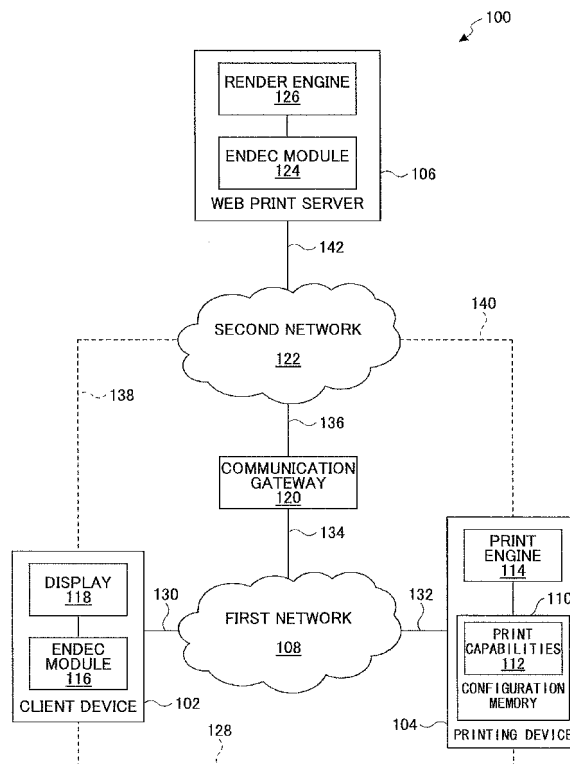 100
RENDER ENGINE
126
ENDEC MODULE
124
WEB PRINT SERVER
106
142
SECOND NETWORK
122
140
138
136
COMMUNICATION
GATEWAY
120
134
DISPLAY
118
ENDEC
MODULE
116
CLIENT DEVICE
102
130
FIRST NETWORK
108
132
PRINT
ENGINE
114
110
PRINT
CAPABILITIES
112
CONFIGURATION
MEMORY
104
PRINTING DEVICE
128